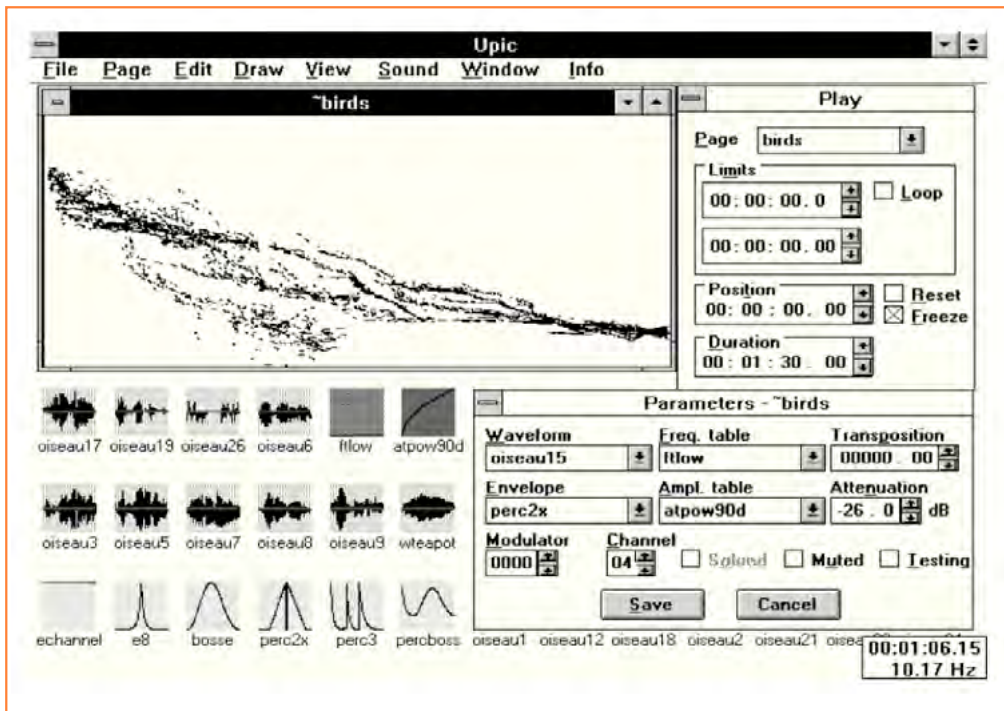 Upic
File Page Edit Draw View Sound Window Info
~birds
Play
Page birds
Limits
00:00:00.0 Loop
00:00:00.00
Position
00:00:00.00
Reset
Freeze
Duration
00:01:30.00
oiseau17 oiseau19 oiseau26 oiseau6 ftlow atpow90d
oiseau3 oiseau5 oiseau7 oiseau8 oiseau9 wteapot
echannel e8 bosse perc2x perc3 percboss
Parameters - ~birds
Waveform Freq. table Transposition
oiseau15 ftlow 00000.00
Envelope Ampl. table Attenuation
perc2x atpow90d -26.0 dB
Modulator Channel
0000 04 Soloed Muted Testing
Save Cancel
oiseau1 oiseau12 oiseau18 oiseau2 oiseau21
00:01:06.15
10.17 Hz